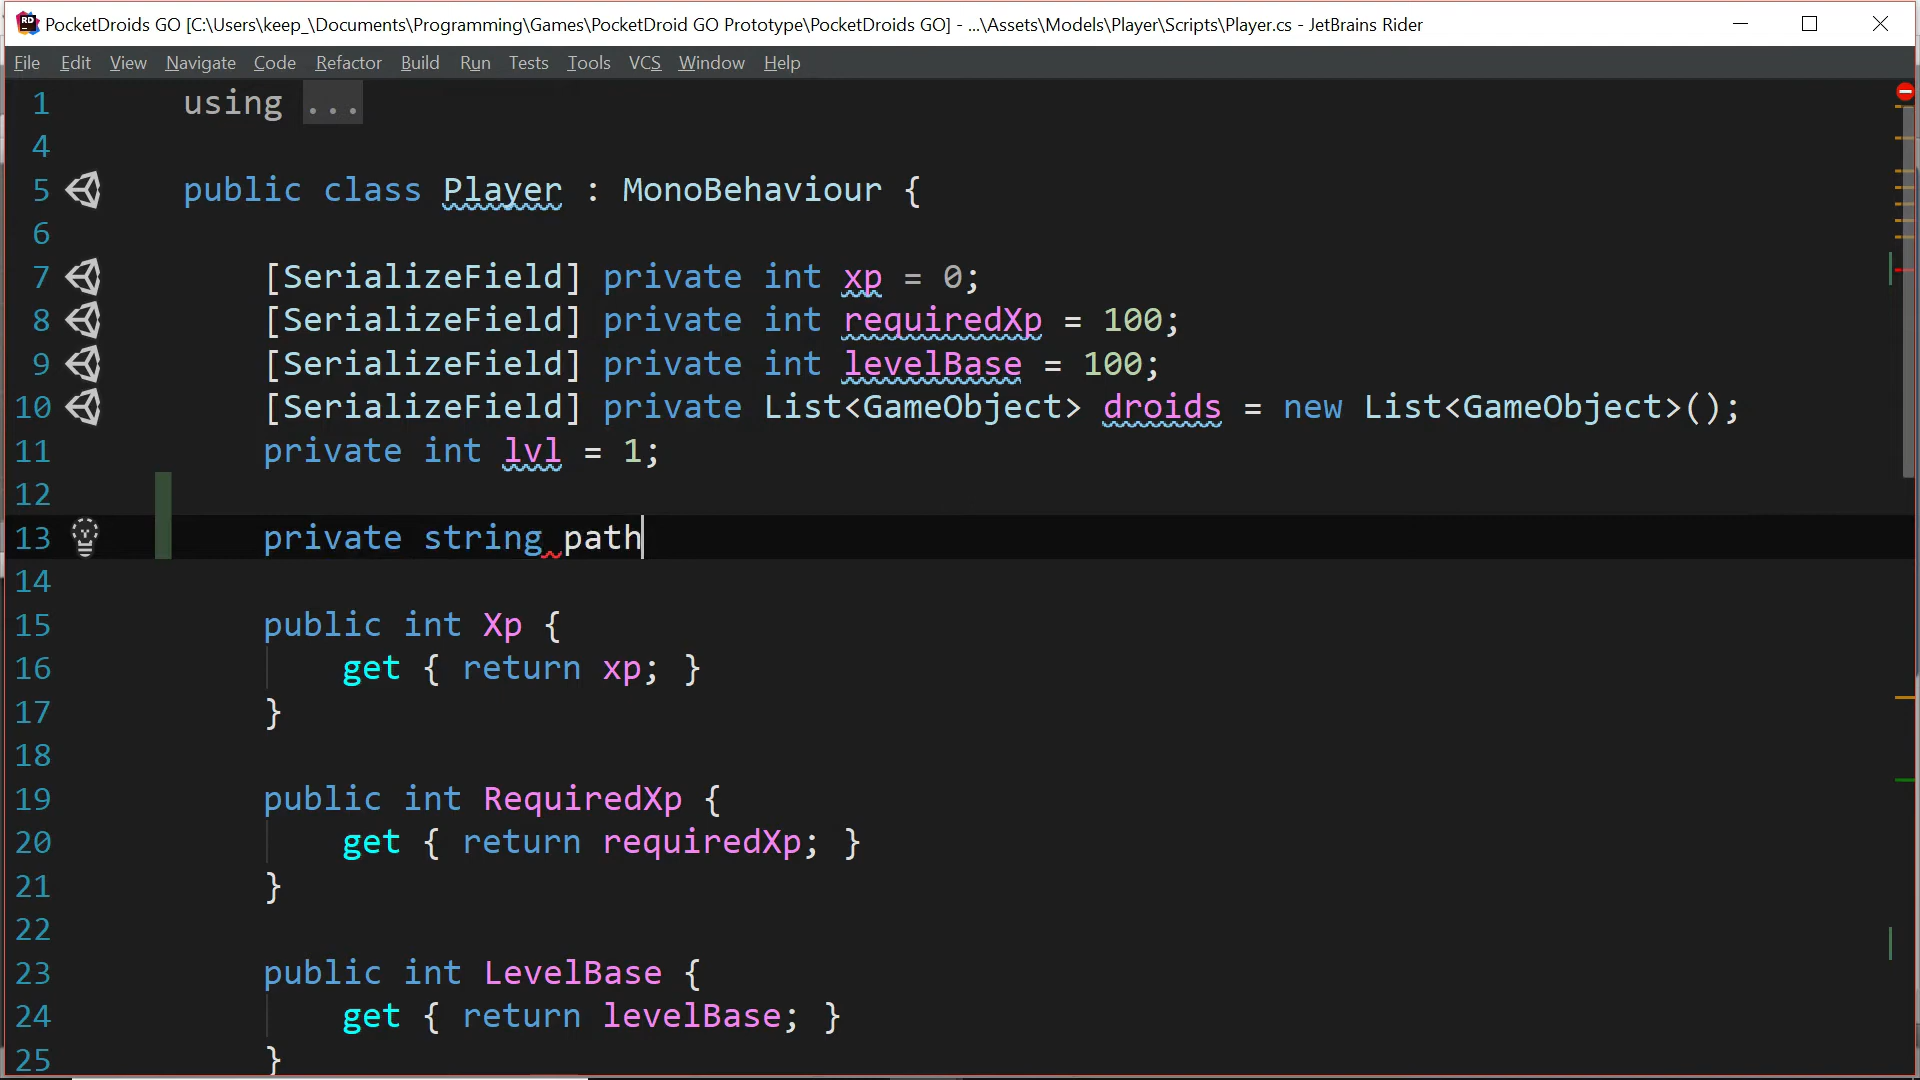 PocketDroids GO [C:\Users\keep_\Documents\Programming\Games\PocketDroid GO Prototype\PocketDroids GO] - ...\Assets\Models\Player\Scripts\Player.cs - JetBrains Rider
File Edit View Navigate Code Refactor Build Run Tests Tools VCS Window Help
1 using ...
4
5 public class Player : MonoBehaviour {
6
7 [SerializeField] private int xp = 0;
8 [SerializeField] private int requiredXp = 100;
9 [SerializeField] private int levelBase = 100;
10 [SerializeField] private List<GameObject> droids = new List<GameObject>();
11 private int lvl = 1;
12
13 private string path
14
15 public int Xp {
16 get { return xp; }
17 }
18
19 public int RequiredXp {
20 get { return requiredXp; }
21 }
22
23 public int LevelBase {
24 get { return levelBase; }
25 }